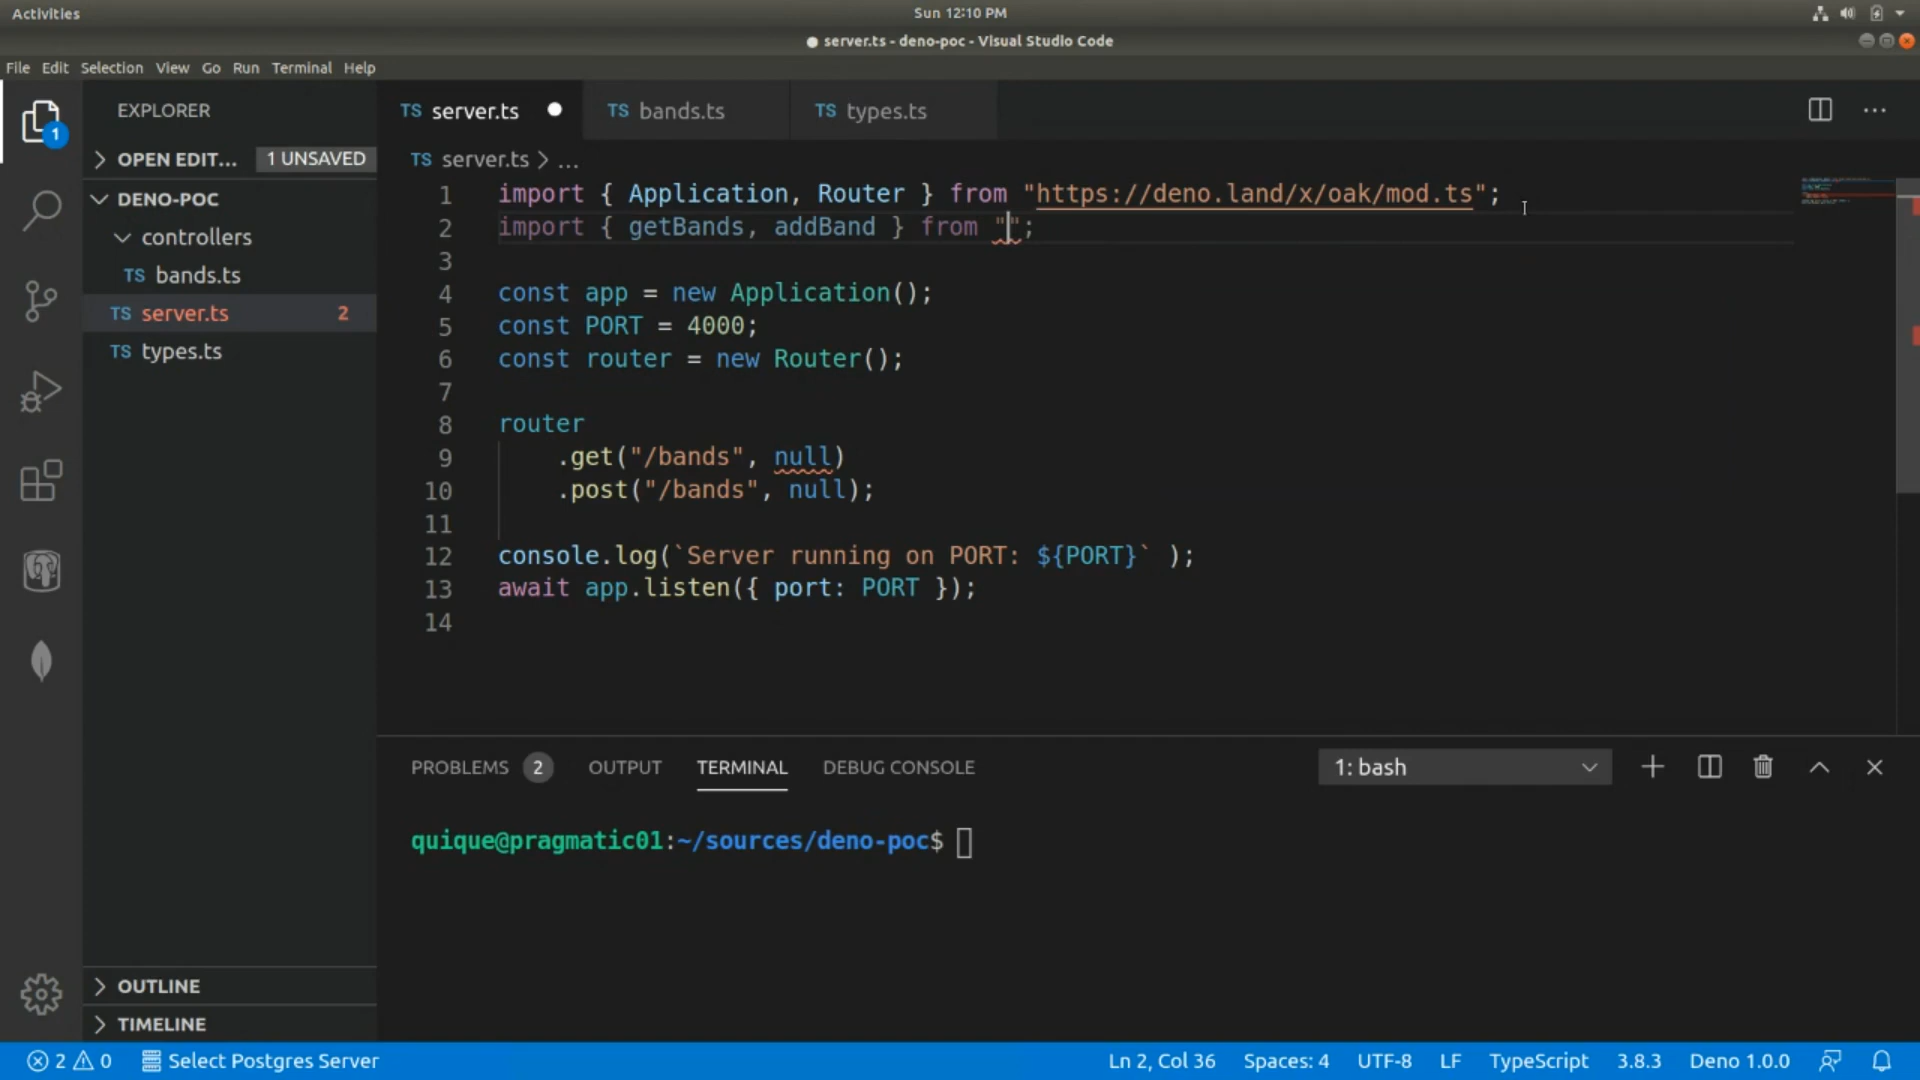 Activities
Sun 12:10 PM
● server.ts - deno-poc - Visual Studio Code
File Edit Selection View Go Run Terminal Help
1
EXPLORER
OPEN EDIT... 1 UNSAVED
DENO-POC
controllers
TS bands.ts
TS server.ts 2
TS types.ts
OUTLINE
TIMELINE
TS server.ts ●
TS bands.ts
TS types.ts
TS server.ts > ...
1 import { Application, Router } from "https://deno.land/x/oak/mod.ts";
2 import { getBands, addBand } from "";
3
4 const app = new Application();
5 const PORT = 4000;
6 const router = new Router();
7
8 router
9 .get("/bands", null)
10 .post("/bands", null);
11
12 console.log(`Server running on PORT: ${PORT}` );
13 await app.listen({ port: PORT });
14
PROBLEMS 2 OUTPUT TERMINAL DEBUG CONSOLE
1: bash
quique@pragmatic01:~/sources/deno-poc$
2 0 Select Postgres Server
Ln 2, Col 36 Spaces: 4 UTF-8 LF TypeScript 3.8.3 Deno 1.0.0